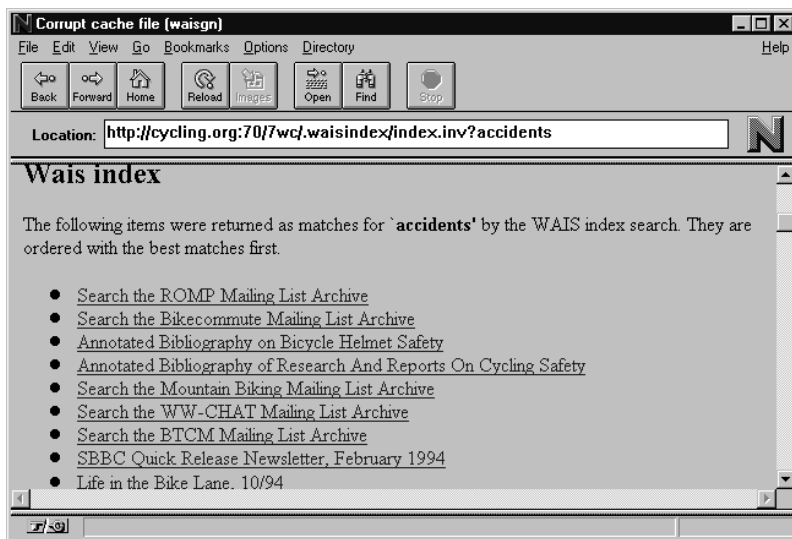 Corrupt cache file (waisgn)
File Edit View Go Bookmarks Options Directory Help
Back Forward Home Reload Images Open Find Stop
Location: http://cycling.org:70/7wc/.waisindex/index.inv?accidents
N
Wais index
The following items were returned as matches for `accidents' by the WAIS index search. They are
ordered with the best matches first.
Search the ROMP Mailing List Archive
Search the Bikecommute Mailing List Archive
Annotated Bibliography on Bicycle Helmet Safety
Annotated Bibliography of Research And Reports On Cycling Safety
Search the Mountain Biking Mailing List Archive
Search the WW-CHAT Mailing List Archive
Search the BTCM Mailing List Archive
SBBC Quick Release Newsletter, February 1994
Life in the Bike Lane, 10/94